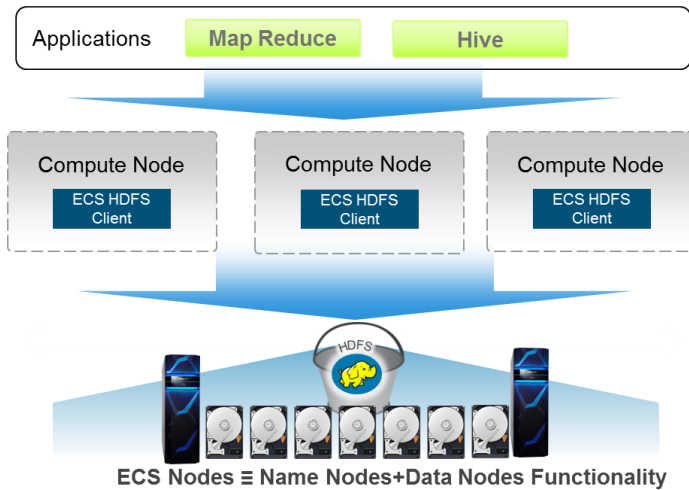 Applications
Map Reduce
Hive
Compute Node
ECS HDFS
Client
Compute Node
ECS HDFS
Client
Compute Node
ECS HDFS
Client
HDFS
ECS Nodes ≡ Name Nodes+Data Nodes Functionality